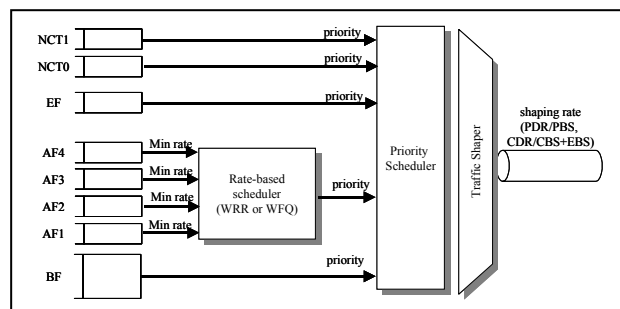 NCT1
priority
NCT0
priority
EF
priority
shaping rate
(PDR/PBS,
CDR/CBS+EBS)
AF4
Min rate
AF3
Min rate
AF2
Min rate
AF1
Min rate
Rate-based
scheduler
(WRR or WFQ)
priority
Priority
Scheduler
Traffic Shaper
BF
priority